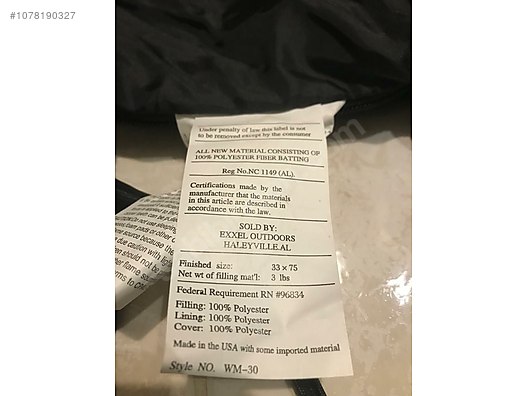 #1078190327
Under penalty of law this label is not
to be removed except by the consumer
ALL NEW MATERIAL CONSISTING OF
100% POLYESTER FIBER BATTING
Reg No.NC 1149 (AL).
Certifications made by the
manufacturer that the materials
in this article are described in
accordance with the law.
SOLD BY:
EXXEL OUTDOORS
HALEYVILLE.AL
Finished size: 33 x 75
Net wt of filling mat'l: 3 lbs
Federal Requirement RN #96834
Filling: 100% Polyester
Lining: 100% Polyester
Cover: 100% Polyester
Made in the USA with some imported material
Style NO. WM-30